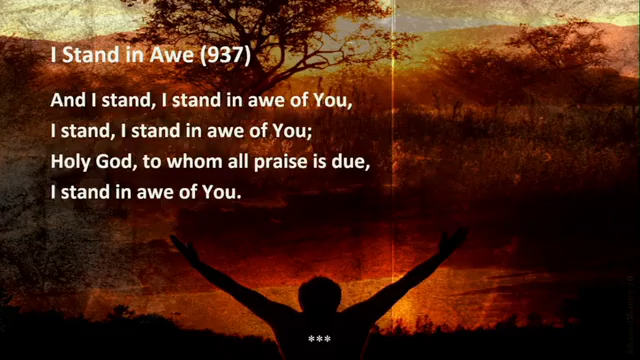 I Stand in Awe (937)
And I stand, I stand in awe of You,
I stand, I stand in awe of You;
Holy God, to whom all praise is due,
I stand in awe of You.
***